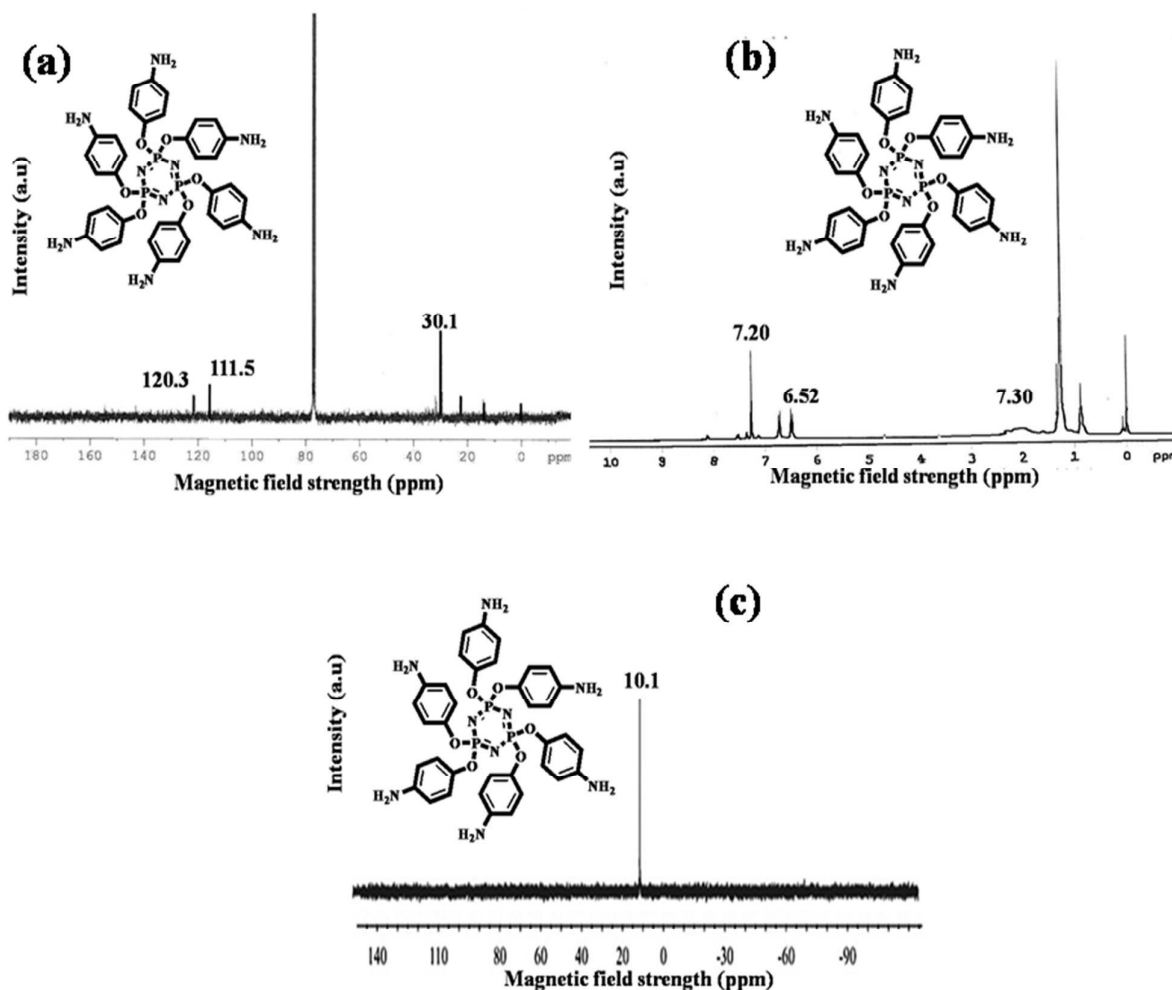 (a)
NH₂
H₂N
NH₂
O O
O P O
N N
O P P O
N
O O
H₂N
NH₂
H₂N
Intensity (a.u)
30.1
120.3 111.5
180 160 140 120 100 80 60 40 20 0 ppm
Magnetic field strength (ppm)
(b)
NH₂
H₂N
NH₂
O O
O P O
N N
O P P O
N
O O
H₂N
NH₂
H₂N
Intensity (a.u)
7.20
6.52
7.30
10 9 8 7 6 5 4 3 2 1 0 ppm
Magnetic field strength (ppm)
(c)
NH₂
H₂N
NH₂
O O
O P O
N N
O P P O
N
O O
H₂N
NH₂
H₂N
Intensity (a.u)
10.1
140 110 90 80 60 40 20 10 0 -30 -60 -90
Magnetic field strength (ppm)